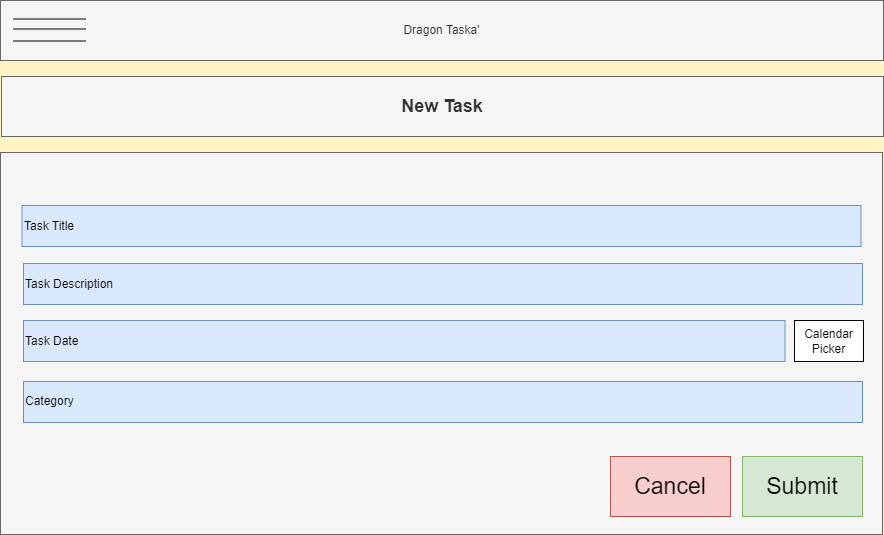 Dragon Taska'
New Task
Task Title
Task Description
Task Date
Calendar
Picker
Category
Cancel
Submit